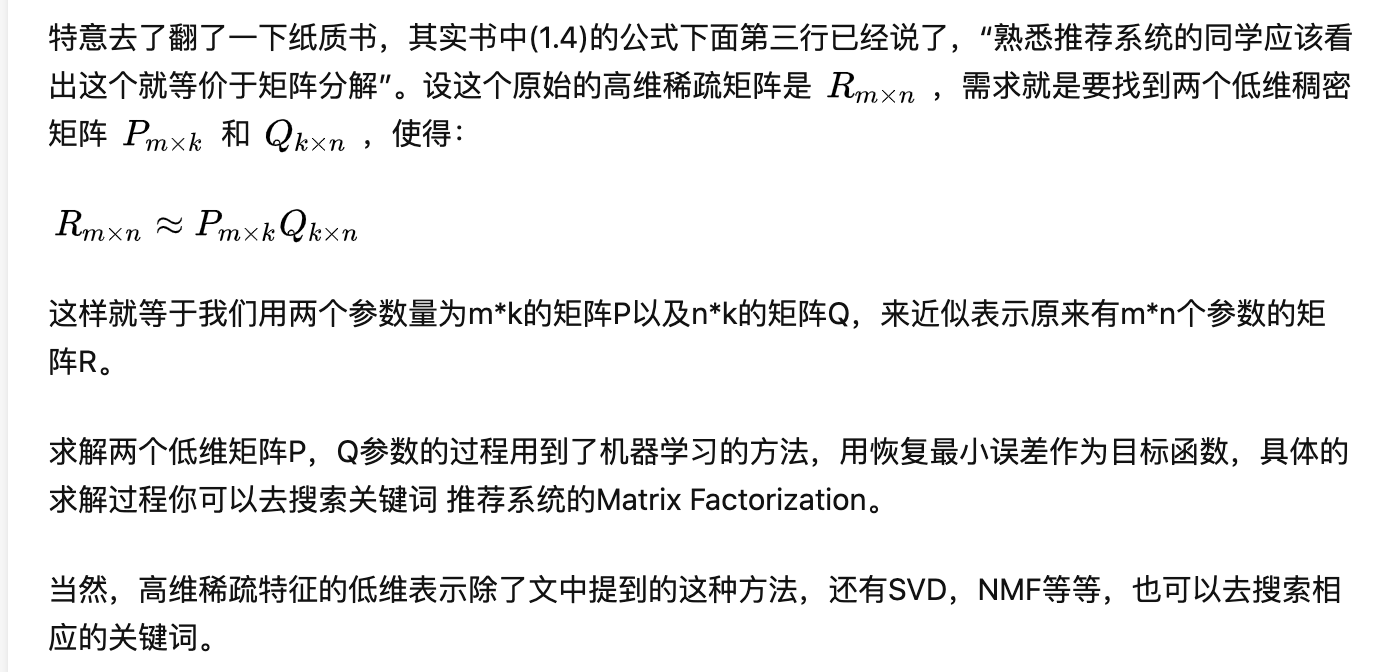 特意去了翻了一下纸质书，其实书中(1.4)的公式下面第三行已经说了，“熟悉推荐系统的同学应该看
出这个就等价于矩阵分解”。设这个原始的高维稀疏矩阵是 R_{m×n} ，需求就是要找到两个低维稠密
矩阵 P_{m×k} 和 Q_{k×n} ，使得：
R_{m×n} ≈ P_{m×k}Q_{k×n}
这样就等于我们用两个参数量为m*k的矩阵P以及n*k的矩阵Q，来近似表示原来有m*n个参数的矩
阵R。
求解两个低维矩阵P，Q参数的过程用到了机器学习的方法，用恢复最小误差作为目标函数，具体的
求解过程你可以去搜索关键词 推荐系统的Matrix Factorization。
当然，高维稀疏特征的低维表示除了文中提到的这种方法，还有SVD，NMF等等，也可以去搜索相
应的关键词。